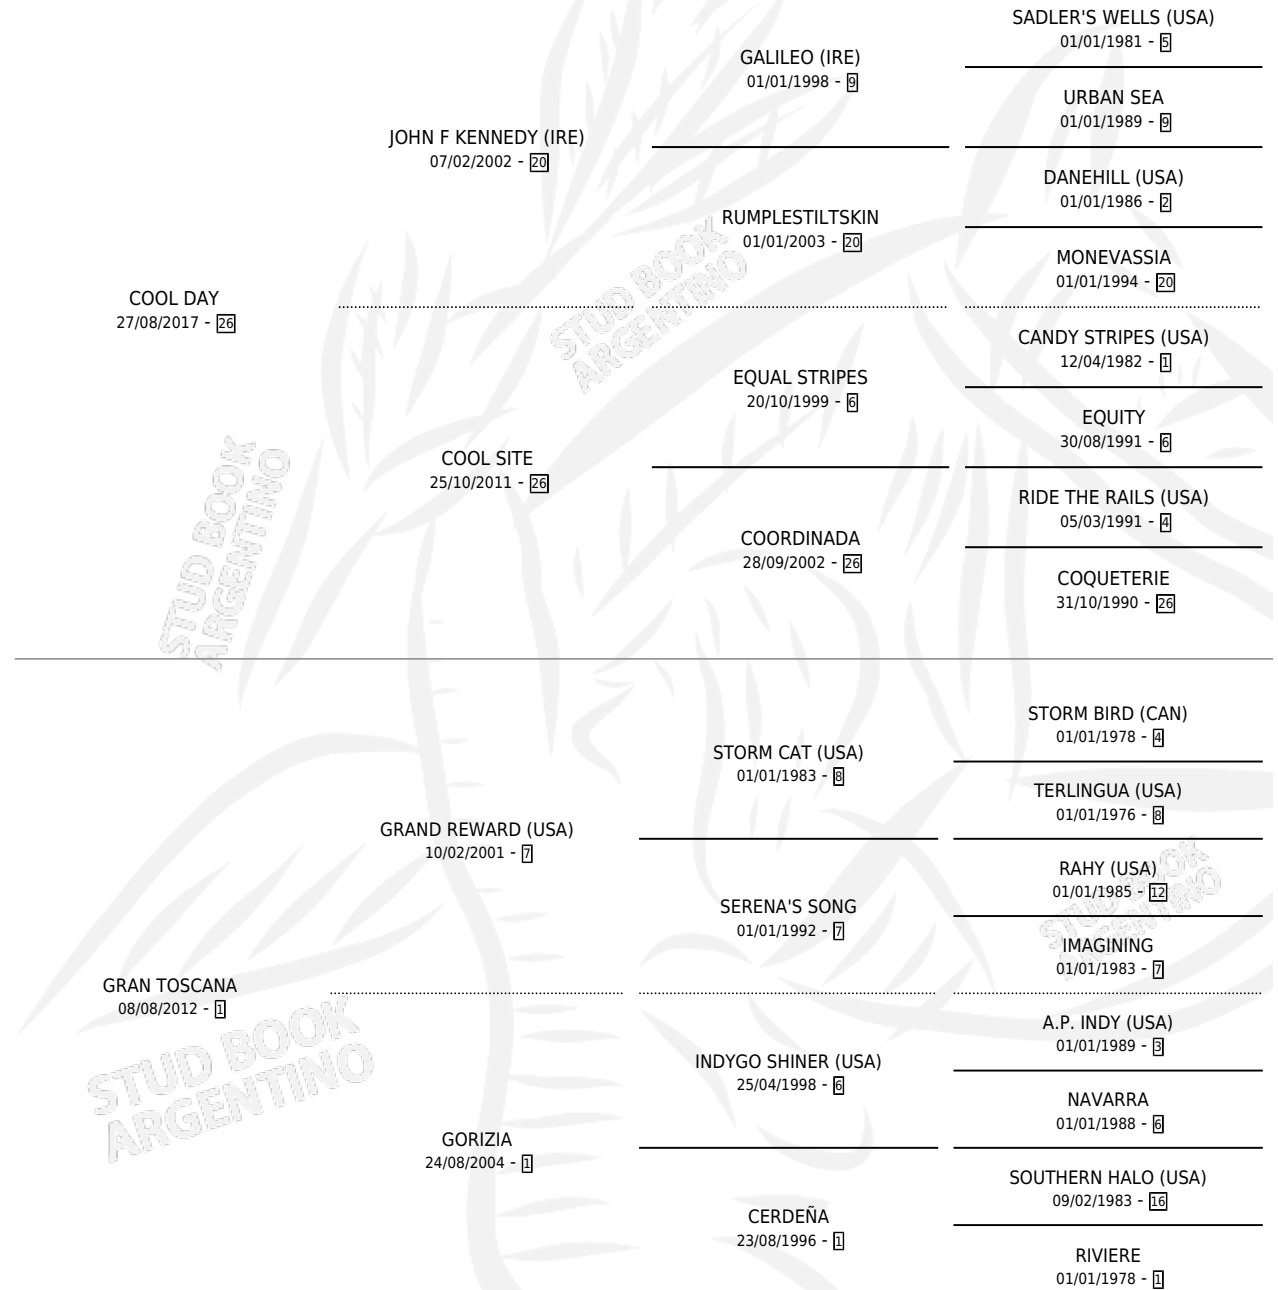 SADLER'S WELLS (USA)
01/01/1981 - 5
GALILEO (IRE)
01/01/1998 - 9
URBAN SEA
01/01/1989 - 9
JOHN F KENNEDY (IRE)
07/02/2002 - 20
DANEHILL (USA)
01/01/1986 - 2
RUMPLESTILTSKIN
01/01/2003 - 20
MONEVASSIA
01/01/1994 - 20
COOL DAY
27/08/2017 - 26
STUD BOOK
ARGENTINO
CANDY STRIPES (USA)
12/04/1982 - 1
EQUAL STRIPES
20/10/1999 - 6
EQUITY
30/08/1991 - 6
COOL SITE
25/10/2011 - 26
RIDE THE RAILS (USA)
05/03/1991 - 4
COORDINADA
28/09/2002 - 26
COQUETERIE
31/10/1990 - 26
STUD BOOK
ARGENTINO
STORM BIRD (CAN)
01/01/1978 - 4
STORM CAT (USA)
01/01/1983 - 8
TERLINGUA (USA)
01/01/1976 - 8
GRAND REWARD (USA)
10/02/2001 - 7
RAHY (USA)
01/01/1985 - 12
SERENA'S SONG
01/01/1992 - 7
STUD BOOK
ARGENTINO
IMAGINING
01/01/1983 - 7
GRAN TOSCANA
08/08/2012 - 1
STUD BOOK
ARGENTINO
A.P. INDY (USA)
01/01/1989 - 3
INDYGO SHINER (USA)
25/04/1998 - 6
NAVARRA
01/01/1988 - 6
GORIZIA
24/08/2004 - 1
SOUTHERN HALO (USA)
09/02/1983 - 16
CERDEÑA
23/08/1996 - 1
RIVIERE
01/01/1978 - 1